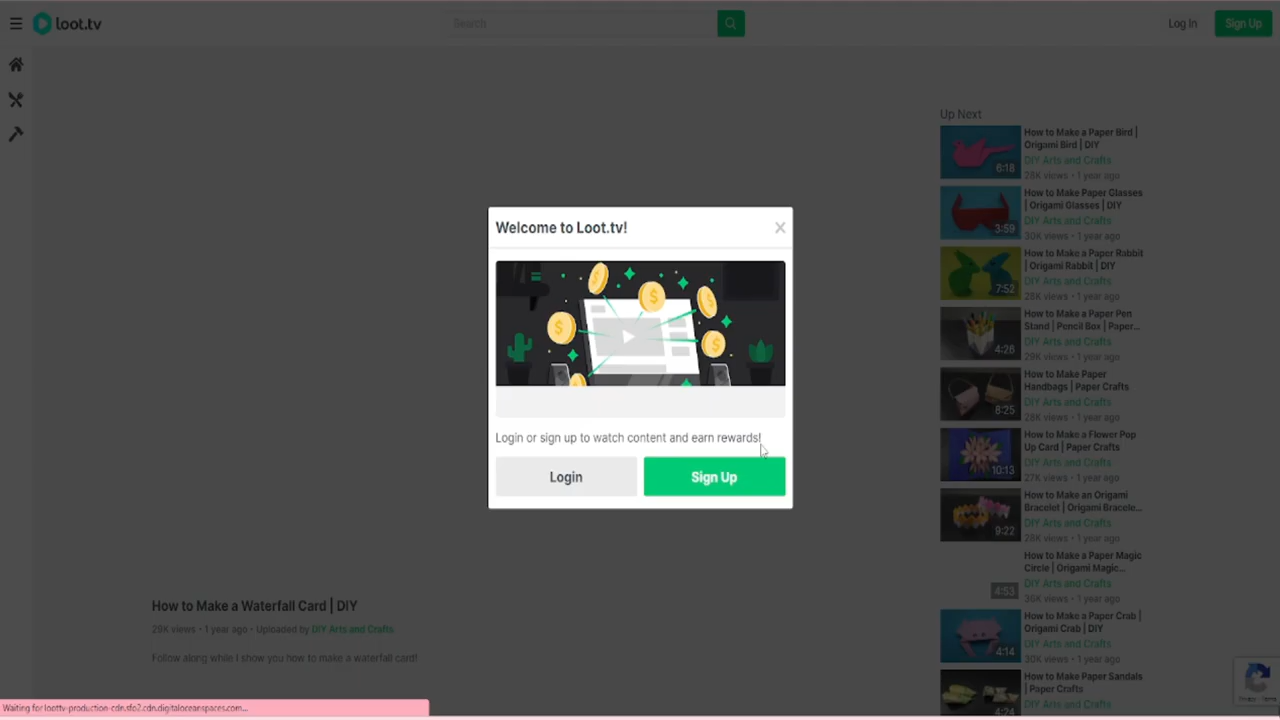 loot.tv
Search
Log In
Sign Up
Up Next
How to Make a Paper Bird |
Origami Bird | DIY
DIY Arts and Crafts
28K views • 1 year ago
6:18
How to Make Paper Glasses
| Origami Glasses | DIY
DIY Arts and Crafts
30K views • 1 year ago
3:59
How to Make a Paper Rabbit
| Origami Rabbit | DIY
DIY Arts and Crafts
28K views • 1 year ago
7:52
How to Make a Paper Pen
Stand | Pencil Box | Paper...
DIY Arts and Crafts
29K views • 1 year ago
4:28
How to Make Paper
Handbags | Paper Crafts
DIY Arts and Crafts
28K views • 1 year ago
8:25
How to Make a Flower Pop
Up Card | Paper Crafts
DIY Arts and Crafts
27K views • 1 year ago
10:13
How to Make an Origami
Bracelet | Origami Bracele...
DIY Arts and Crafts
28K views • 1 year ago
9:22
How to Make a Paper Magic
Circle | Origami Magic...
DIY Arts and Crafts
36K views • 1 year ago
4:53
How to Make a Paper Crab |
Origami Crab | DIY
DIY Arts and Crafts
30K views • 1 year ago
4:14
How to Make Paper Sandals
| Paper Crafts
DIY Arts and Crafts
4:24
Welcome to Loot.tv!
Login or sign up to watch content and earn rewards!
Login
Sign Up
How to Make a Waterfall Card | DIY
29K views • 1 year ago • Uploaded by DIY Arts and Crafts
Follow along while I show you how to make a waterfall card!
Privacy - Terms
Waiting for loottv-production-cdn.sfo2.cdn.digitaloceanspaces.com...